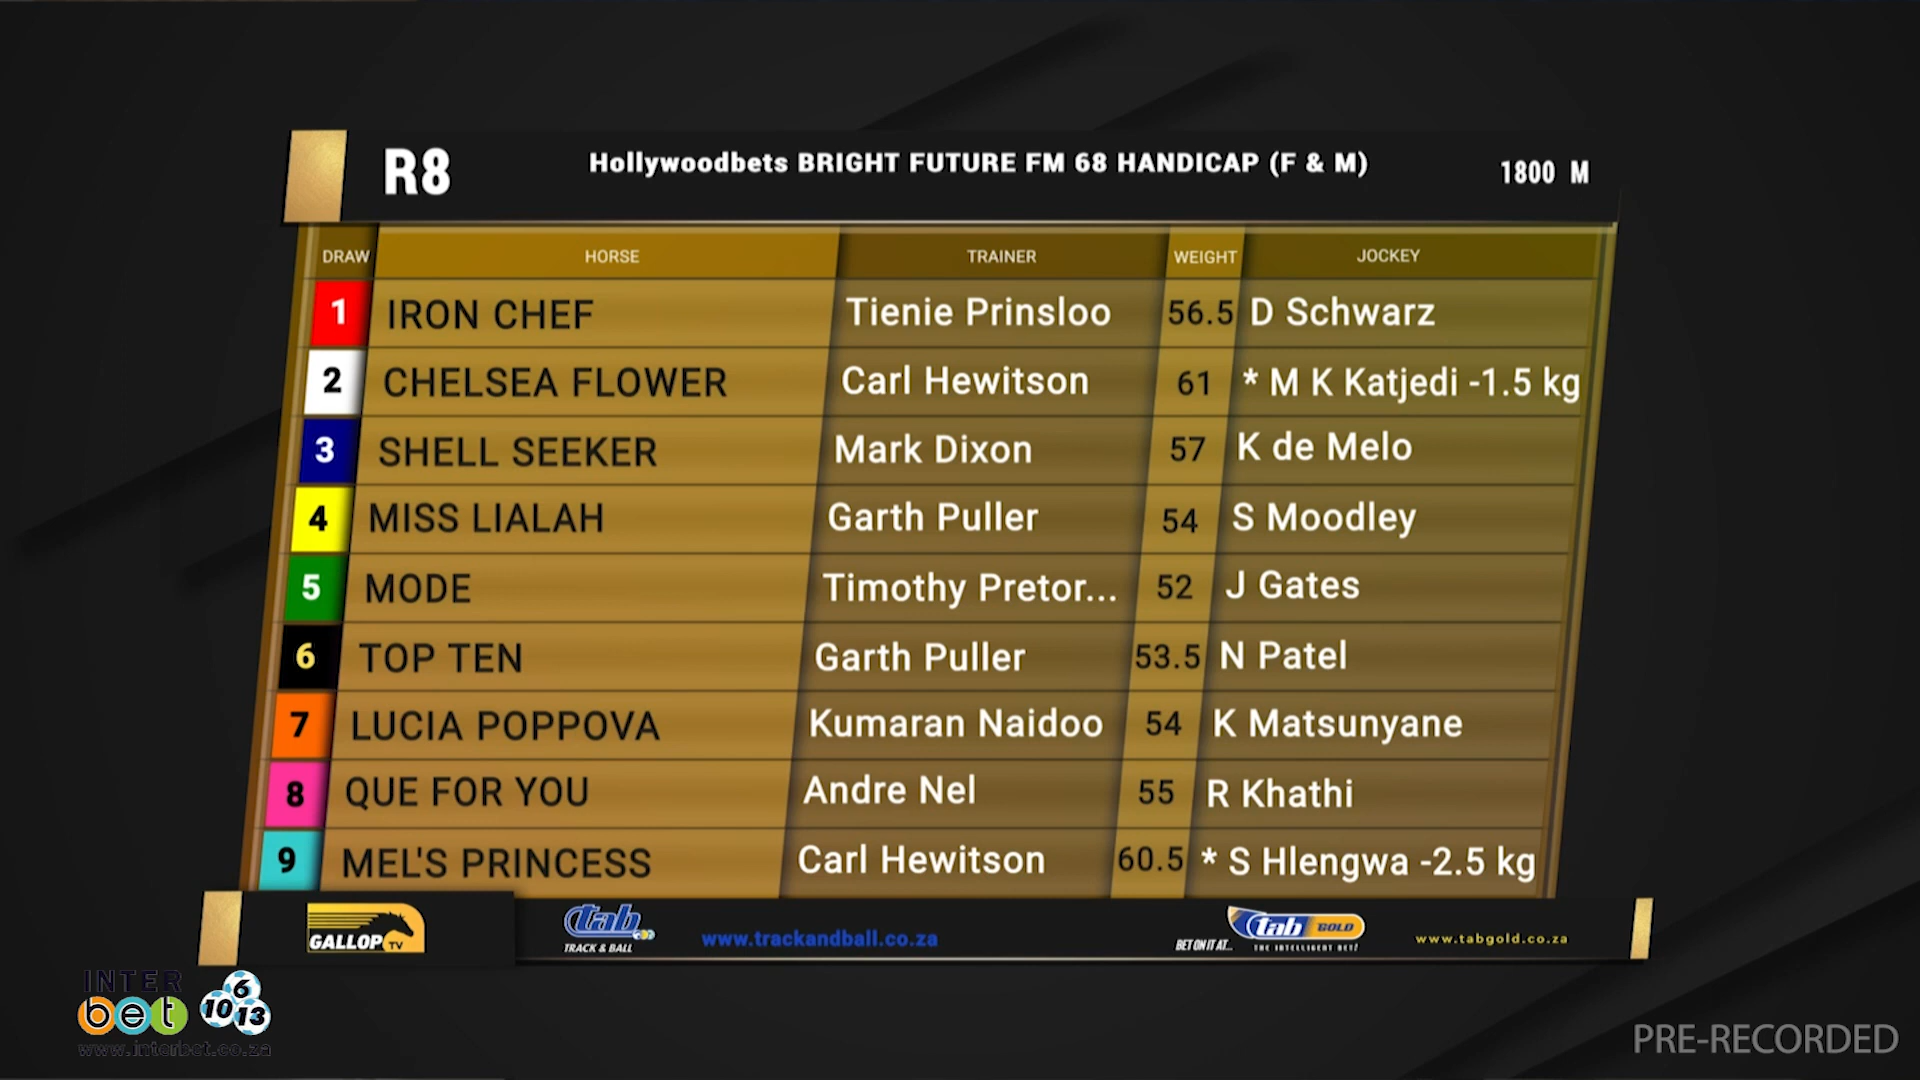 R8 Hollywoodbets BRIGHT FUTURE FM 68 HANDICAP (F & M) 1800 M
DRAW HORSE TRAINER WEIGHT JOCKEY
1 IRON CHEF Tienie Prinsloo 56.5 D Schwarz
2 CHELSEA FLOWER Carl Hewitson 61 * M K Katjedi -1.5 kg
3 SHELL SEEKER Mark Dixon 57 K de Melo
4 MISS LIALAH Garth Puller 54 S Moodley
5 MODE Timothy Pretor... 52 J Gates
6 TOP TEN Garth Puller 53.5 N Patel
7 LUCIA POPPOVA Kumaran Naidoo 54 K Matsunyane
8 QUE FOR YOU Andre Nel 55 R Khathi
9 MEL'S PRINCESS Carl Hewitson 60.5 * S Hlengwa -2.5 kg
GALLOP TV
tab
TRACK & BALL
www.trackandball.co.za
BET ON IT AT...
tab GOLD
THE INTELLIGENT BET!
www.tabgold.co.za
INTER
bet
6
10 13
www.interbet.co.za
PRE-RECORDED